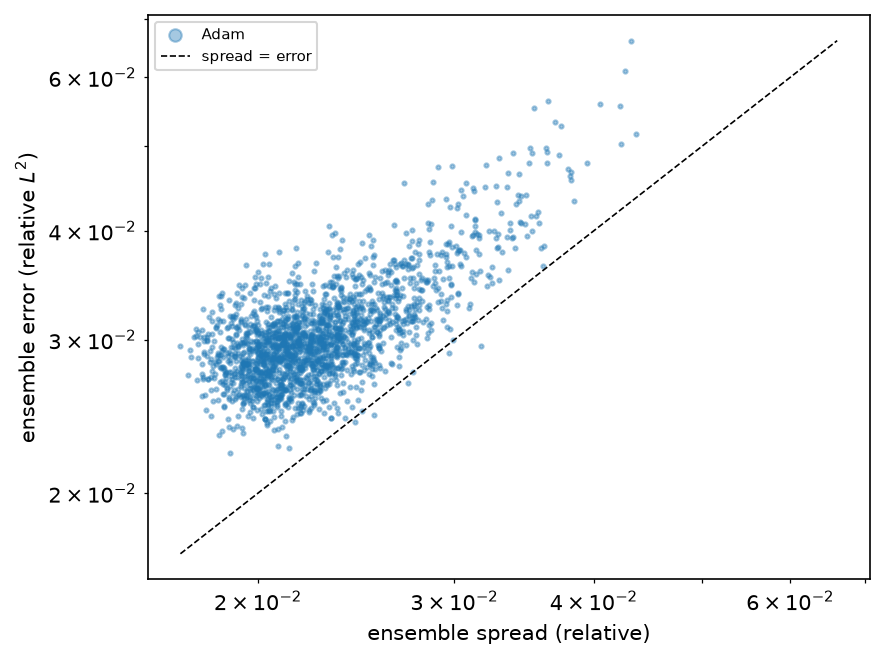 Adam
spread = error
6 × 10⁻²
4 × 10⁻²
3 × 10⁻²
2 × 10⁻²
ensemble error (relative L²)
2 × 10⁻² 3 × 10⁻² 4 × 10⁻² 6 × 10⁻²
ensemble spread (relative)